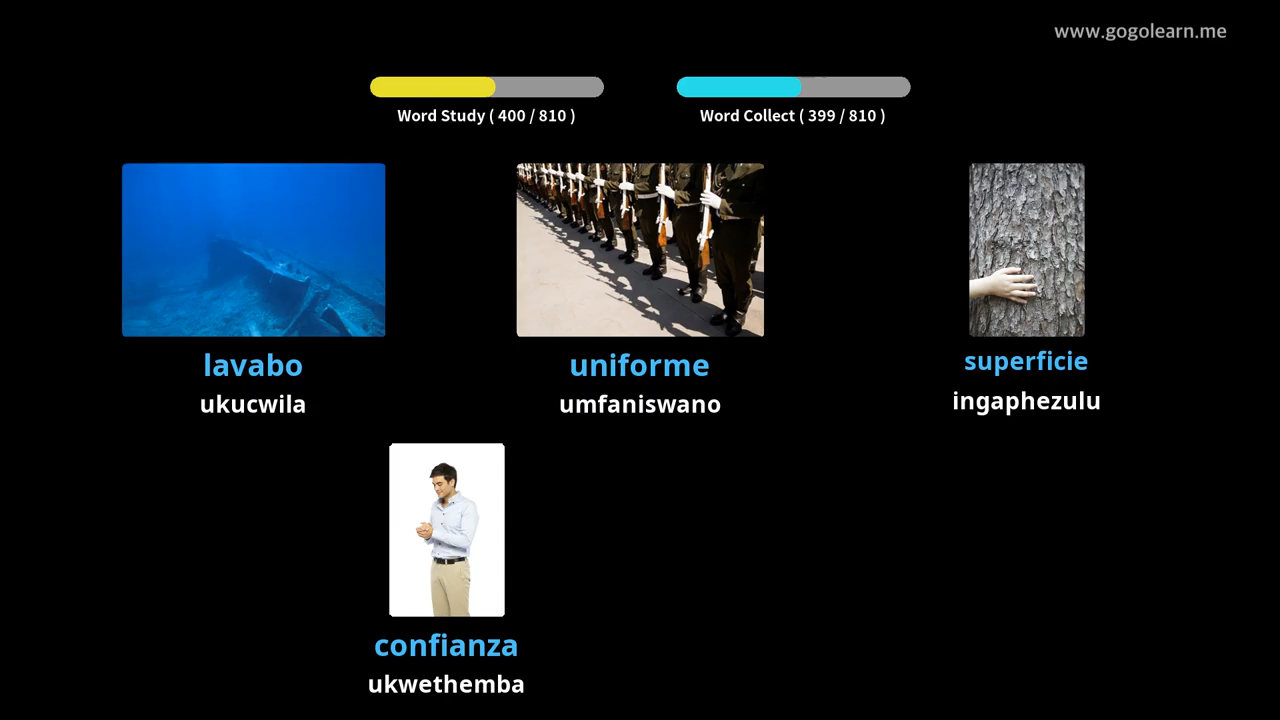 www.gogolearn.me
Word Study ( 400 / 810 )
Word Collect ( 399 / 810 )
lavabo
ukucwila
uniforme
umfaniswano
superficie
ingaphezulu
confianza
ukwethemba